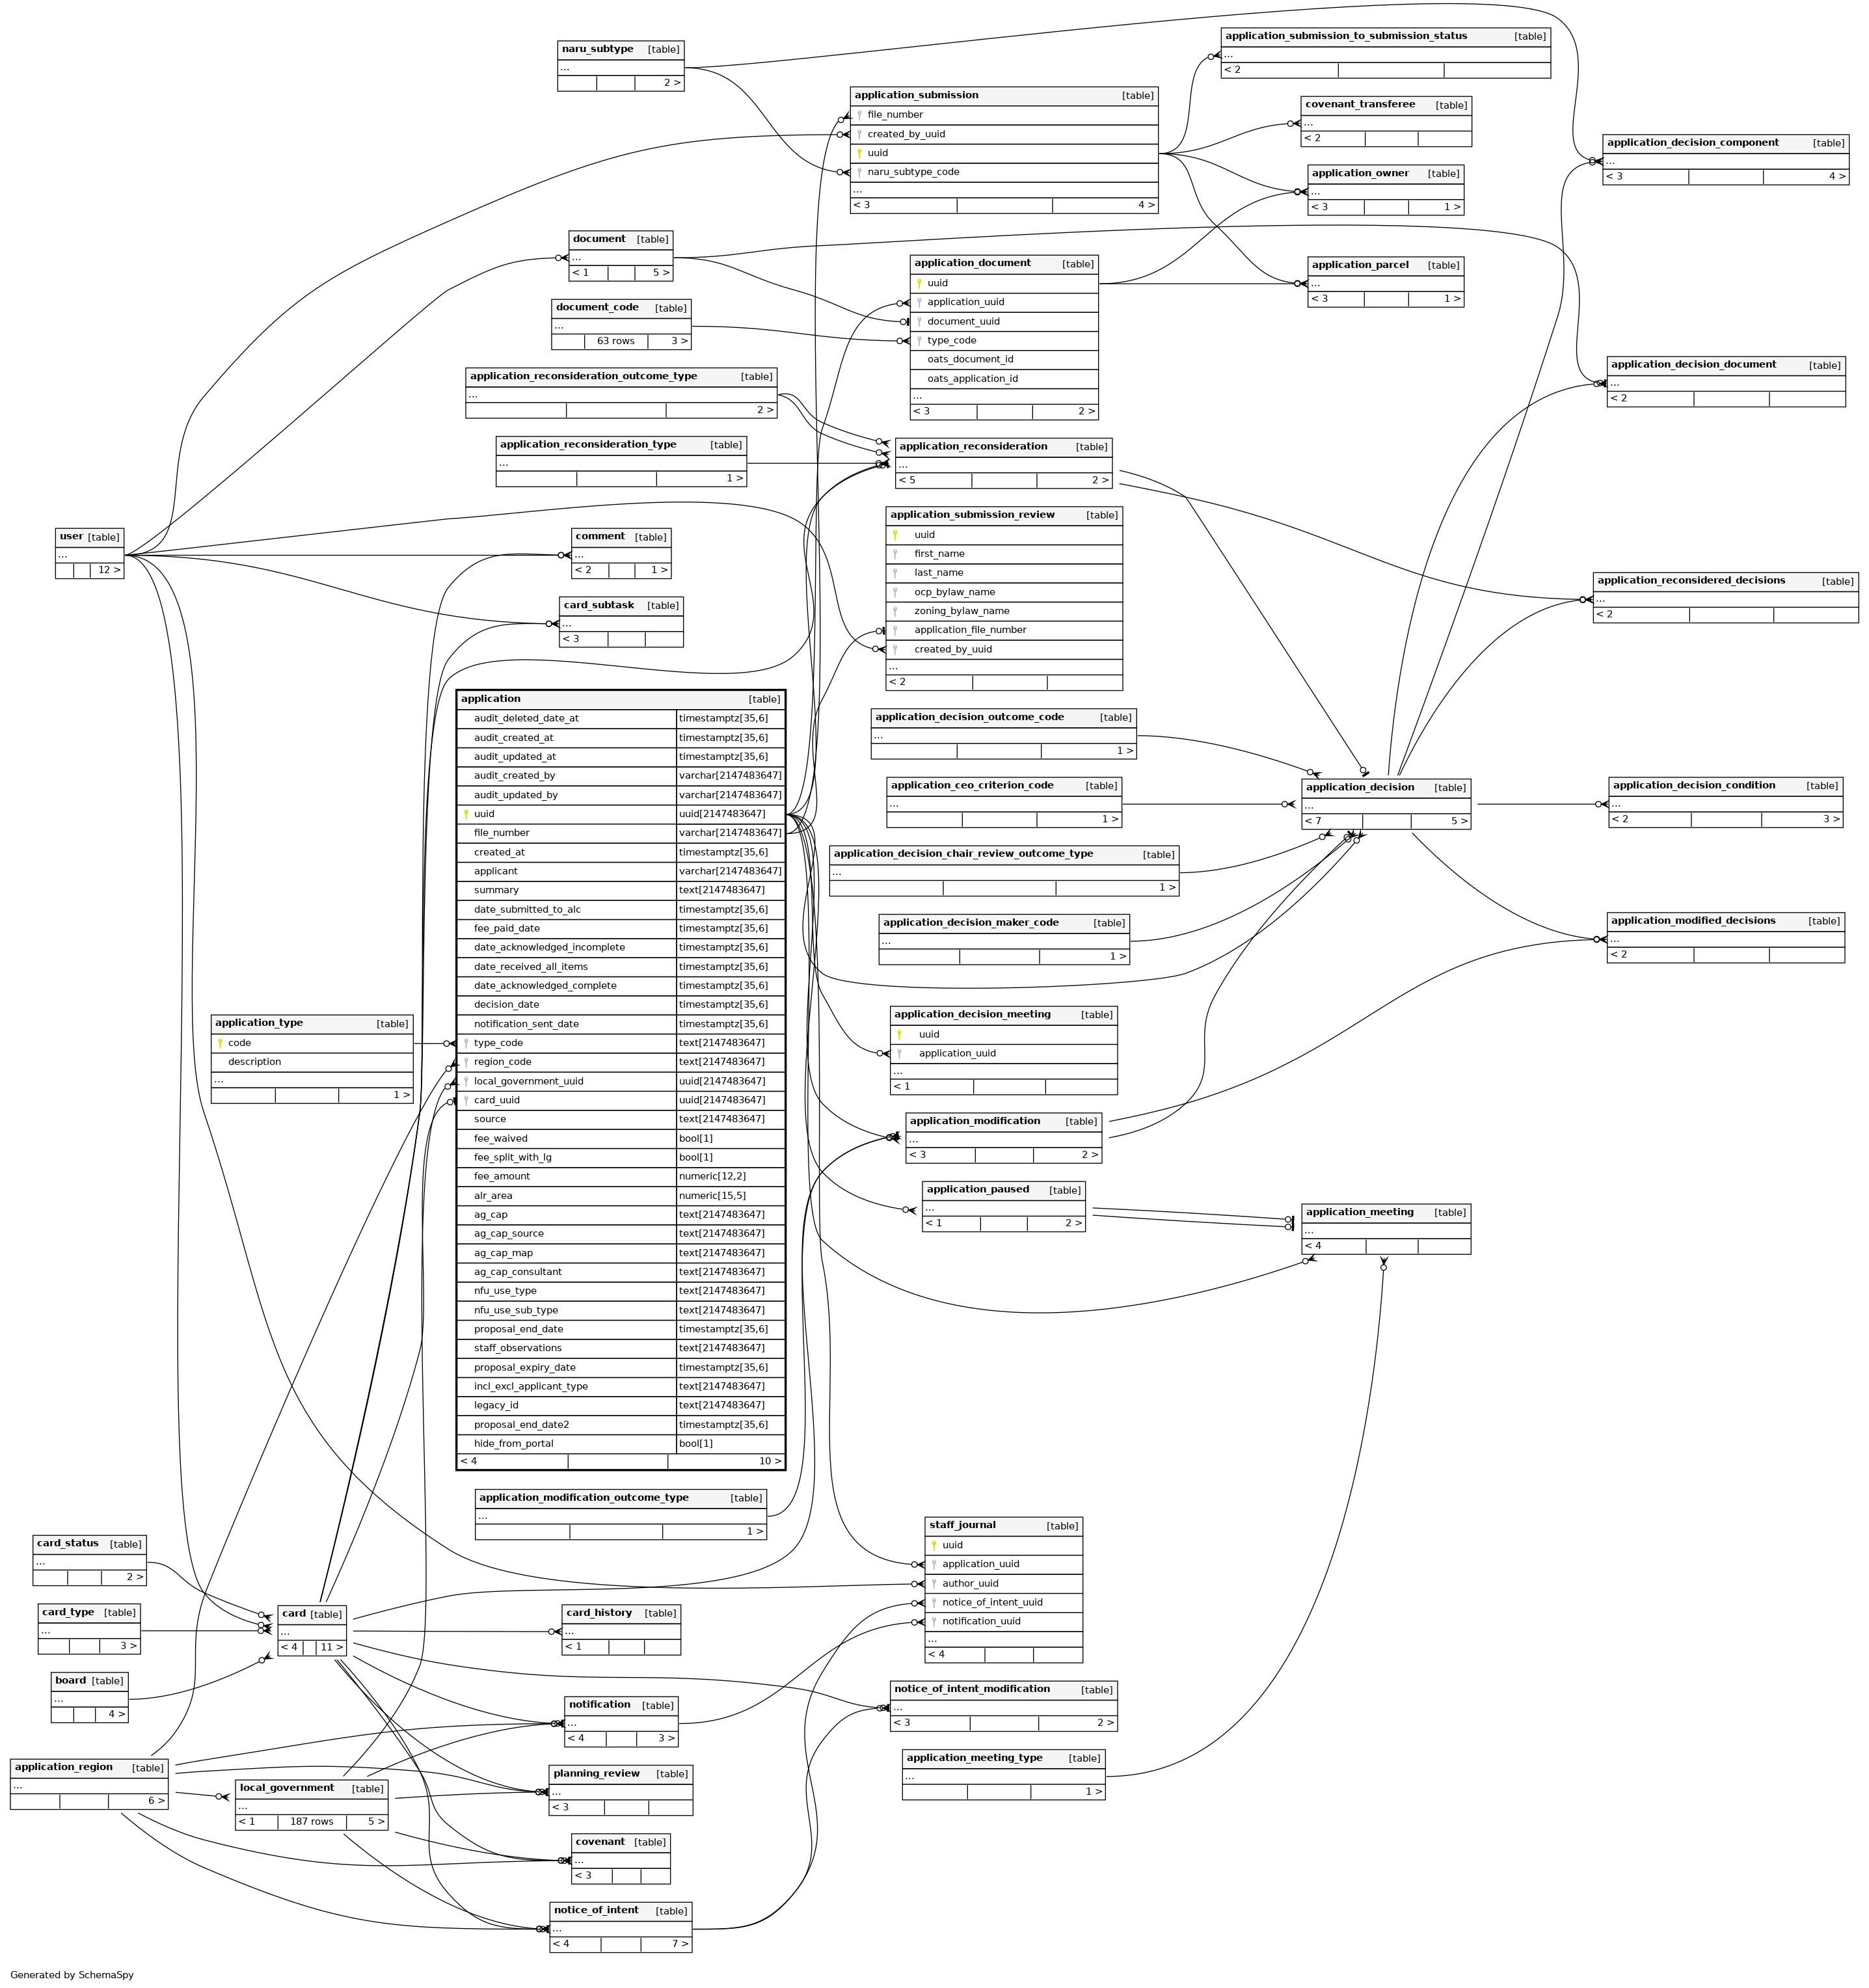 naru_subtype [table]
...
2 >
application_submission_to_submission_status [table]
...
< 2
application_submission [table]
file_number
created_by_uuid
uuid
naru_subtype_code
...
< 3 4 >
covenant_transferee [table]
...
< 2
application_decision_component [table]
...
< 3 4 >
application_owner [table]
...
< 3 1 >
document [table]
...
< 1 5 >
application_document [table]
uuid
application_uuid
document_uuid
type_code
oats_document_id
oats_application_id
...
< 3 2 >
application_parcel [table]
...
< 3 1 >
document_code [table]
...
63 rows 3 >
application_decision_document [table]
...
< 2
application_reconsideration_outcome_type [table]
...
2 >
application_reconsideration_type [table]
...
1 >
application_reconsideration [table]
...
< 5 2 >
application_submission_review [table]
uuid
first_name
last_name
ocp_bylaw_name
zoning_bylaw_name
application_file_number
created_by_uuid
...
< 2
user [table]
...
12 >
comment [table]
...
< 2 1 >
application_reconsidered_decisions [table]
...
< 2
card_subtask [table]
...
< 3
application [table]
audit_deleted_date_at timestamptz[35,6]
audit_created_at timestamptz[35,6]
audit_updated_at timestamptz[35,6]
audit_created_by varchar[2147483647]
audit_updated_by varchar[2147483647]
uuid uuid[2147483647]
file_number varchar[2147483647]
created_at timestamptz[35,6]
applicant varchar[2147483647]
summary text[2147483647]
date_submitted_to_alc timestamptz[35,6]
fee_paid_date timestamptz[35,6]
date_acknowledged_incomplete timestamptz[35,6]
date_received_all_items timestamptz[35,6]
date_acknowledged_complete timestamptz[35,6]
decision_date timestamptz[35,6]
notification_sent_date timestamptz[35,6]
type_code text[2147483647]
region_code text[2147483647]
local_government_uuid uuid[2147483647]
card_uuid uuid[2147483647]
source text[2147483647]
fee_waived bool[1]
fee_split_with_lg bool[1]
fee_amount numeric[12,2]
alr_area numeric[15,5]
ag_cap text[2147483647]
ag_cap_source text[2147483647]
ag_cap_map text[2147483647]
ag_cap_consultant text[2147483647]
nfu_use_type text[2147483647]
nfu_use_sub_type text[2147483647]
proposal_end_date timestamptz[35,6]
staff_observations text[2147483647]
proposal_expiry_date timestamptz[35,6]
incl_excl_applicant_type text[2147483647]
legacy_id text[2147483647]
proposal_end_date2 timestamptz[35,6]
hide_from_portal bool[1]
< 4 10 >
application_decision_outcome_code [table]
...
1 >
application_ceo_criterion_code [table]
...
1 >
application_decision [table]
...
< 7 5 >
application_decision_condition [table]
...
< 2 3 >
application_decision_chair_review_outcome_type [table]
...
1 >
application_decision_maker_code [table]
...
1 >
application_modified_decisions [table]
...
< 2
application_type [table]
code
description
...
1 >
application_decision_meeting [table]
uuid
application_uuid
...
< 1
application_modification [table]
...
< 3 2 >
application_paused [table]
...
< 1 2 >
application_meeting [table]
...
< 4
application_modification_outcome_type [table]
...
1 >
staff_journal [table]
uuid
application_uuid
author_uuid
notice_of_intent_uuid
notification_uuid
...
< 4
card_status [table]
...
2 >
card_type [table]
...
3 >
card [table]
...
< 4 11 >
card_history [table]
...
< 1
board [table]
...
4 >
notification [table]
...
< 4 3 >
notice_of_intent_modification [table]
...
< 3 2 >
application_region [table]
...
6 >
local_government [table]
...
< 1 187 rows 5 >
planning_review [table]
...
< 3
application_meeting_type [table]
...
1 >
covenant [table]
...
< 3
notice_of_intent [table]
...
< 4 7 >
Generated by SchemaSpy